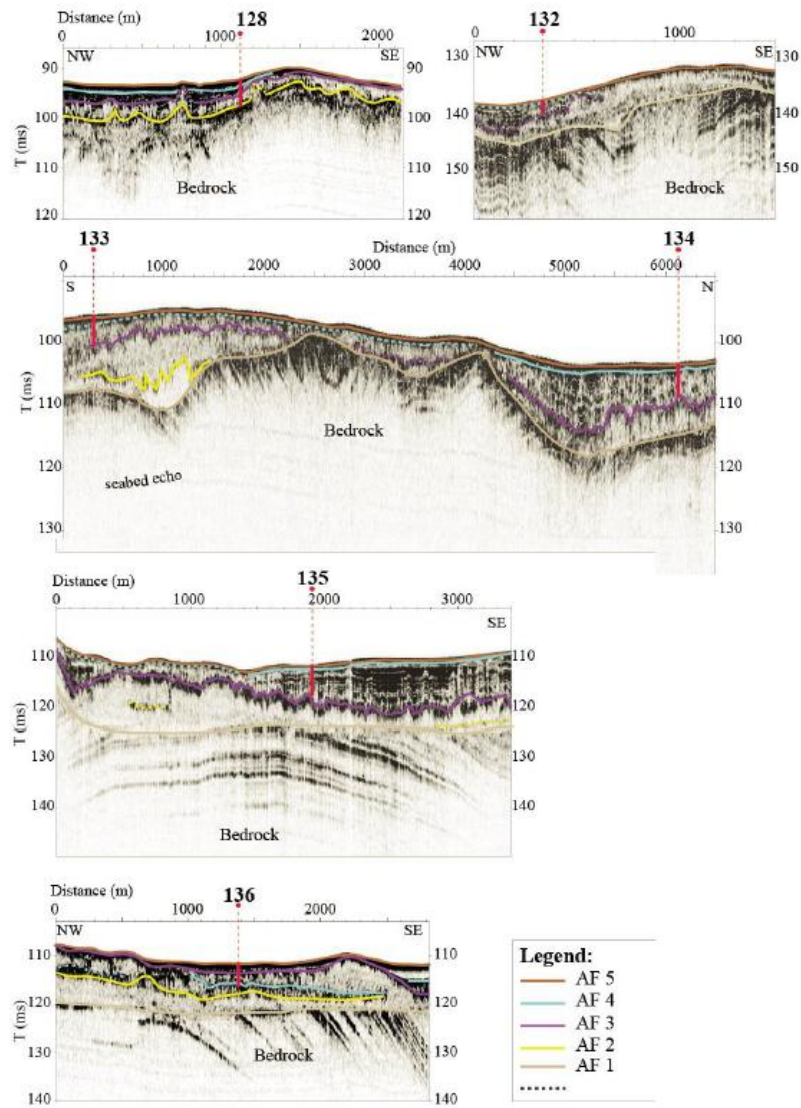 Distance (m) 128
0 1000 2000
NW SE
90 90
100 100
110 110
120 120
T (ms)
Bedrock
132
0 1000
130 130
NW SE
140 140
150 150
T (ms)
Bedrock
133 Distance (m) 134
0 1000 2000 3000 4000 5000 6000
S N
100 100
110 110
120 120
130 130
T (ms)
Bedrock
seabed echo
Distance (m) 135
0 1000 2000 3000
SE
110 110
120 120
130 130
140 140
T (ms)
Bedrock
Distance (m) 136
0 1000 2000
NW SE
110 110
120 120
130 130
140 140
T (ms)
Bedrock
Legend:
AF 5
AF 4
AF 3
AF 2
AF 1